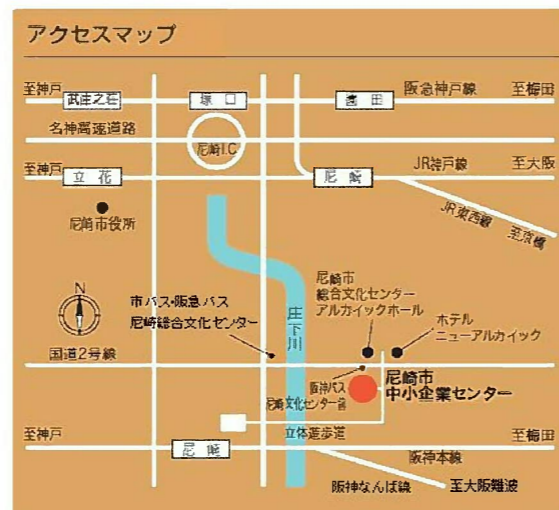 アクセスマップ
至神戸
武庫之荘
塚口
園田
阪急神戸線
至梅田
名神高速道路
尼崎I.C
至神戸
立花
尼崎
JR神戸線
至大阪
JR東西線
至京橋
尼崎市役所
N
市バス・阪急バス
尼崎総合文化センター
庄下川
尼崎市
総合文化センター
アルカイックホール
ホテル
ニューアルカイック
国道2号線
阪神バス
尼崎文化センター前
尼崎市
中小企業センター
至神戸
尼崎
立体遊歩道
至梅田
阪神本線
阪神なんば線
至大阪難波